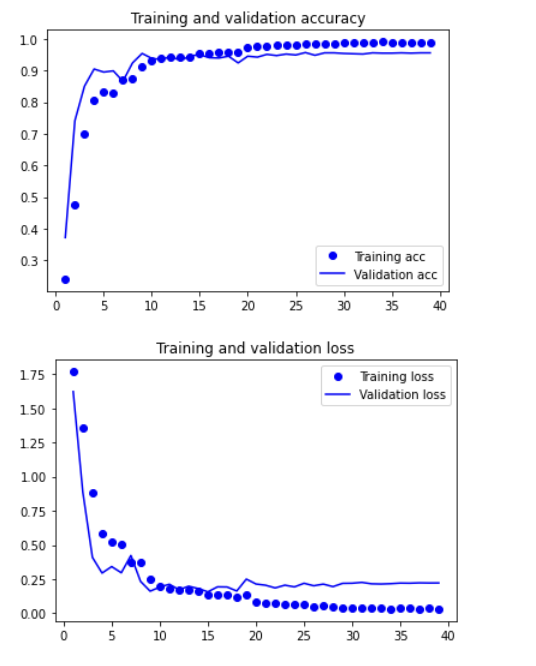 Training and validation accuracy
1.0
0.9
0.8
0.7
0.6
0.5
0.4
0.3
Training acc
Validation acc
0 5 10 15 20 25 30 35 40
Training and validation loss
1.75
1.50
1.25
1.00
0.75
0.50
0.25
0.00
Training loss
Validation loss
0 5 10 15 20 25 30 35 40